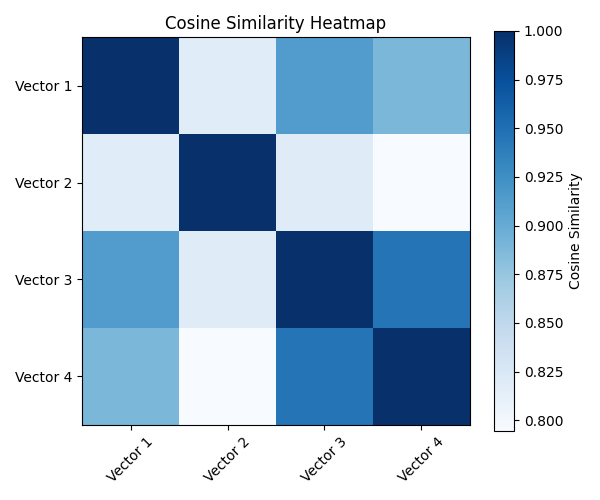 Cosine Similarity Heatmap
Vector 1
Vector 2
Vector 3
Vector 4
Vector 1
Vector 2
Vector 3
Vector 4
1.000
0.975
0.950
0.925
0.900
0.875
0.850
0.825
0.800
Cosine Similarity